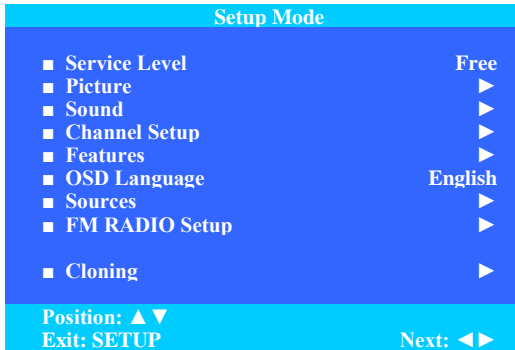 Setup Mode
■ Service Level Free
■ Picture ►
■ Sound ►
■ Channel Setup ►
■ Features ►
■ OSD Language English
■ Sources ►
■ FM RADIO Setup ►
■ Cloning ►
Position: ▲▼
Exit: SETUP Next: ◄►